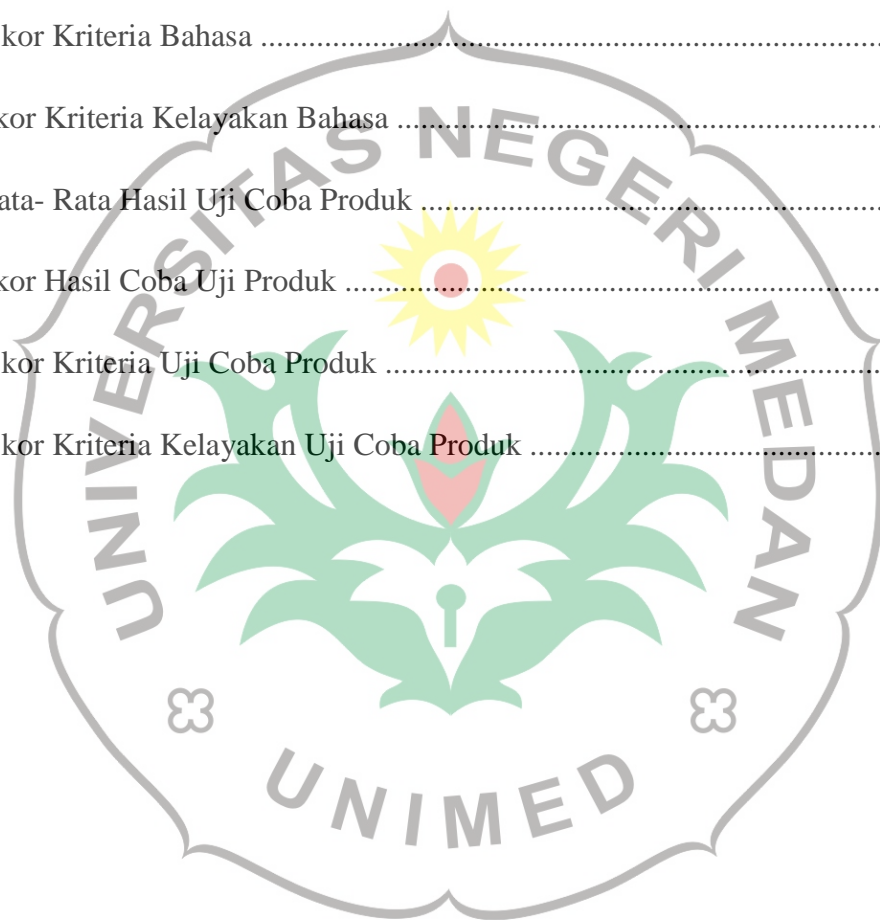 kor Kriteria Bahasa ..............................................................................
kor Kriteria Kelayakan Bahasa .............................................................
ata- Rata Hasil Uji Coba Produk ..........................................................
kor Hasil Coba Uji Produk ...................................................................
kor Kriteria Uji Coba Produk ..............................................................
kor Kriteria Kelayakan Uji Coba Produk ............................................
UNIVERSITAS NEGERI MEDAN
UNIMED